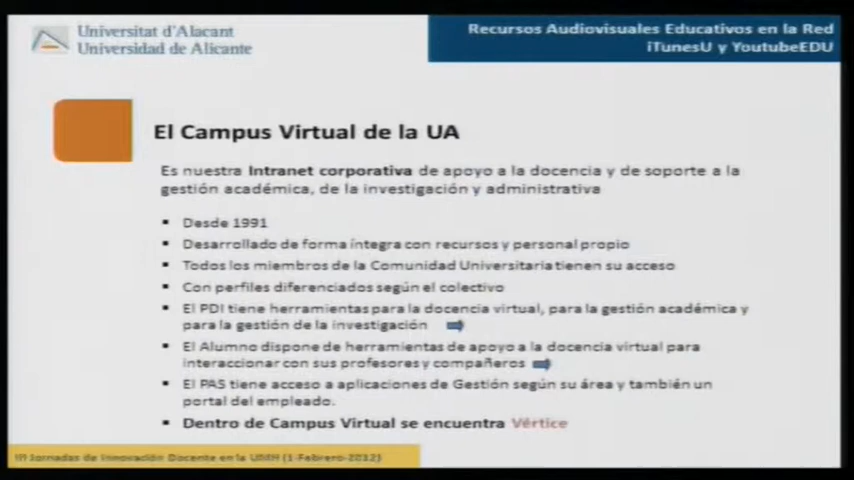 Universitat d'Alacant
Universidad de Alicante
Recursos Audiovisuales Educativos en la Red
iTunesU y YoutubeEDU
El Campus Virtual de la UA
Es nuestra Intranet corporativa de apoyo a la docencia y de soporte a la
gestión académica, de la investigación y administrativa
▪ Desde 1991
▪ Desarrollado de forma íntegra con recursos y personal propio
▪ Todos los miembros de la Comunidad Universitaria tienen su acceso
▪ Con perfiles diferenciados según el colectivo
▪ El PDI tiene herramientas para la docencia virtual, para la gestión académica y
para la gestión de la investigación
▪ El Alumno dispone de herramientas de apoyo a la docencia virtual para
interaccionar con sus profesores y compañeros
▪ El PAS tiene acceso a aplicaciones de Gestión según su área y también un
portal del empleado.
▪ Dentro de Campus Virtual se encuentra Vértice
III Jornadas de Innovación Docente en la UMH (1-Febrero-2012)